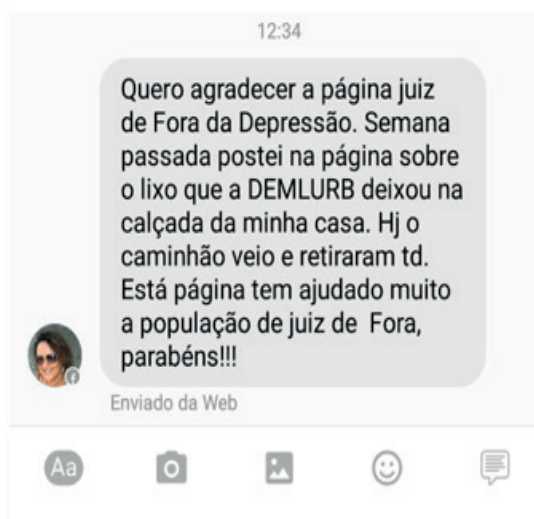 12:34
Quero agradecer a página juiz
de Fora da Depressão. Semana
passada postei na página sobre
o lixo que a DEMLURB deixou na
calçada da minha casa. Hj o
caminhão veio e retiraram td.
Está página tem ajudado muito
a população de juiz de Fora,
parabéns!!!
Enviado da Web
Aa